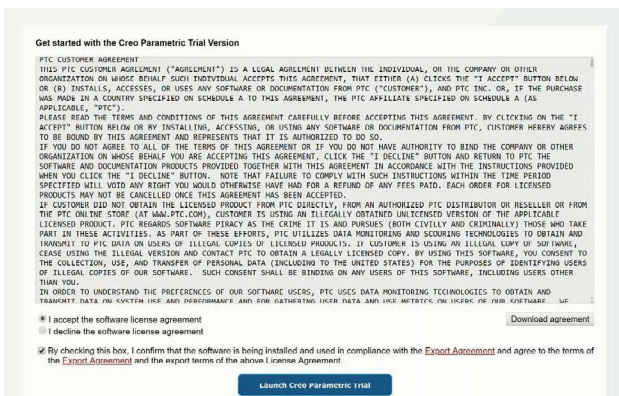 Get started with the Creo Parametric Trial Version
PTC CUSTOMER AGREEMENT
THIS PTC CUSTOMER AGREEMENT ("AGREEMENT") IS A LEGAL AGREEMENT BETWEEN THE INDIVIDUAL, OR THE COMPANY OR OTHER
ORGANIZATION ON WHOSE BEHALF SUCH INDIVIDUAL ACCEPTS THIS AGREEMENT, THAT EITHER (A) CLICKS THE "I ACCEPT" BUTTON BELOW
OR (B) INSTALLS, ACCESSES, OR USES ANY SOFTWARE OR DOCUMENTATION FROM PTC ("CUSTOMER"), AND PTC INC. OR, IF THE PURCHASE
WAS MADE IN A COUNTRY SPECIFIED ON SCHEDULE A TO THIS AGREEMENT, THE PTC AFFILIATE SPECIFIED ON SCHEDULE A (AS
APPLICABLE, "PTC").
PLEASE READ THE TERMS AND CONDITIONS OF THIS AGREEMENT CAREFULLY BEFORE ACCEPTING THIS AGREEMENT. BY CLICKING ON THE "I
ACCEPT" BUTTON BELOW OR BY INSTALLING, ACCESSING, OR USING ANY SOFTWARE OR DOCUMENTATION FROM PTC, CUSTOMER HEREBY AGREES
TO BE BOUND BY THIS AGREEMENT AND REPRESENTS THAT IT IS AUTHORIZED TO DO SO.
IF YOU DO NOT AGREE TO ALL OF THE TERMS OF THIS AGREEMENT OR IF YOU DO NOT HAVE AUTHORITY TO BIND THE COMPANY OR OTHER
ORGANIZATION ON WHOSE BEHALF YOU ARE ACCEPTING THIS AGREEMENT, CLICK THE "I DECLINE" BUTTON AND RETURN TO PTC THE
SOFTWARE AND DOCUMENTATION PRODUCTS PROVIDED TOGETHER WITH THIS AGREEMENT IN ACCORDANCE WITH THE INSTRUCTIONS PROVIDED
WHEN YOU CLICK THE "I DECLINE" BUTTON. NOTE THAT FAILURE TO COMPLY WITH SUCH INSTRUCTIONS WITHIN THE TIME PERIOD
SPECIFIED WILL VOID ANY RIGHT YOU WOULD OTHERWISE HAVE HAD FOR A REFUND OF ANY FEES PAID. EACH ORDER FOR LICENSED
PRODUCTS MAY NOT BE CANCELLED ONCE THIS AGREEMENT HAS BEEN ACCEPTED.
IF CUSTOMER DID NOT OBTAIN THE LICENSED PRODUCT FROM PTC DIRECTLY, FROM AN AUTHORIZED PTC DISTRIBUTOR OR RESELLER OR FROM
THE PTC ONLINE STORE (AT WWW.PTC.COM), CUSTOMER IS USING AN ILLEGALLY OBTAINED UNLICENSED VERSION OF THE APPLICABLE
LICENSED PRODUCT. PTC REGARDS SOFTWARE PIRACY AS THE CRIME IT IS AND PURSUES (BOTH CIVILLY AND CRIMINALLY) THOSE WHO TAKE
PART IN THESE ACTIVITIES. AS PART OF THESE EFFORTS, PTC UTILIZES DATA MONITORING AND SCOURING TECHNOLOGIES TO OBTAIN AND
TRANSMIT TO PTC DATA ON USERS OF ILLEGAL COPIES OF LICENSED PRODUCTS. IF CUSTOMER IS USING AN ILLEGAL COPY OF SOFTWARE,
CEASE USING THE ILLEGAL VERSION AND CONTACT PTC TO OBTAIN A LEGALLY LICENSED COPY. BY USING THIS SOFTWARE, YOU CONSENT TO
THE COLLECTION, USE, AND TRANSFER OF PERSONAL DATA (INCLUDING TO THE UNITED STATES) FOR THE PURPOSES OF IDENTIFYING USERS
OF ILLEGAL COPIES OF OUR SOFTWARE. SUCH CONSENT SHALL BE BINDING ON ANY USERS OF THIS SOFTWARE, INCLUDING USERS OTHER
THAN YOU.
IN ORDER TO UNDERSTAND THE PREFERENCES OF OUR SOFTWARE USERS, PTC USES DATA MONITORING TECHNOLOGIES TO OBTAIN AND
TRANSMIT DATA ON SYSTEM USE AND PERFORMANCE AND FOR GATHERING USER DATA AND USE METRICS ON USERS OF OUR SOFTWARE. WE
I accept the software license agreement
Download agreement
I decline the software license agreement
By checking this box, I confirm that the software is being installed and used in compliance with the Export Agreement and agree to the terms of
the Export Agreement and the export terms of the above License Agreement.
Launch Creo Parametric Trial